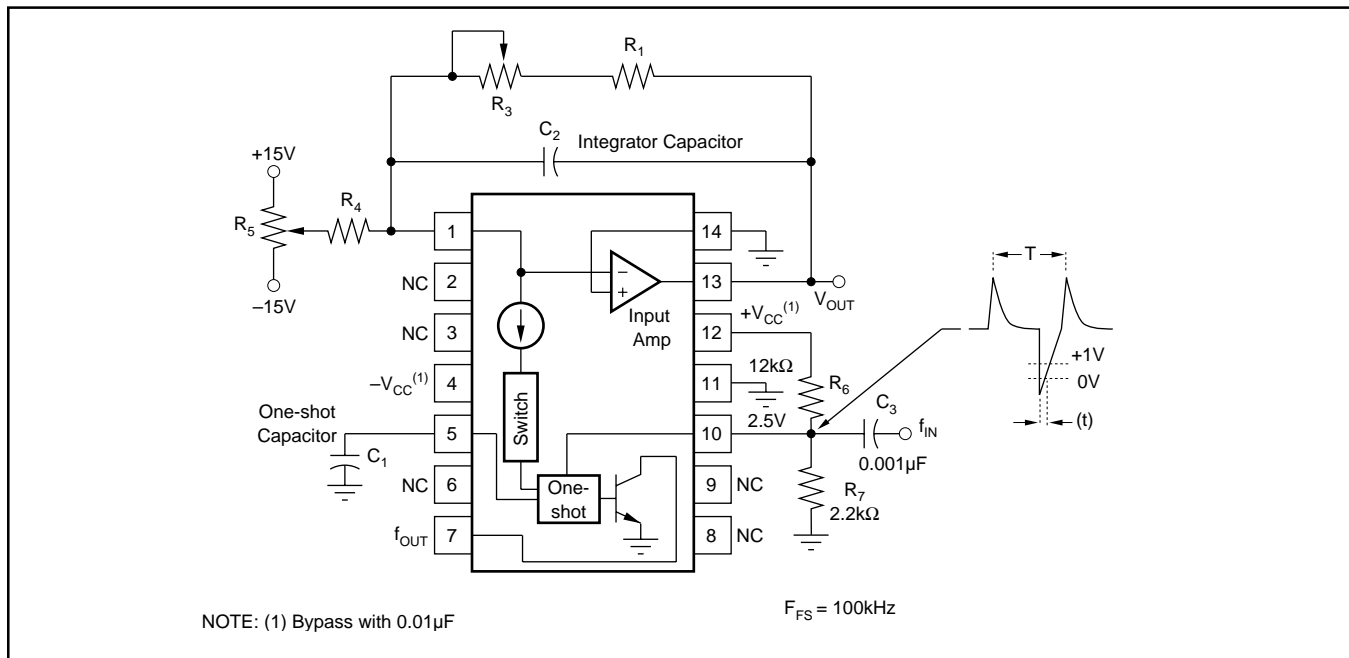 R1
R3
C2
Integrator Capacitor
+15V
R5
R4
–15V
1
14
NC
2
13
VOUT
Input
Amp
+VCC(1)
NC
3
12
12kΩ
R6
–VCC(1)
4
11
One-shot
Capacitor
C1
5
Switch
2.5V
10
C3
fIN
0.001µF
NC
6
One-
shot
9
NC
R7
2.2kΩ
fOUT
7
8
NC
T
+1V
0V
(t)
–
+
NOTE: (1) Bypass with 0.01µF
FFS = 100kHz